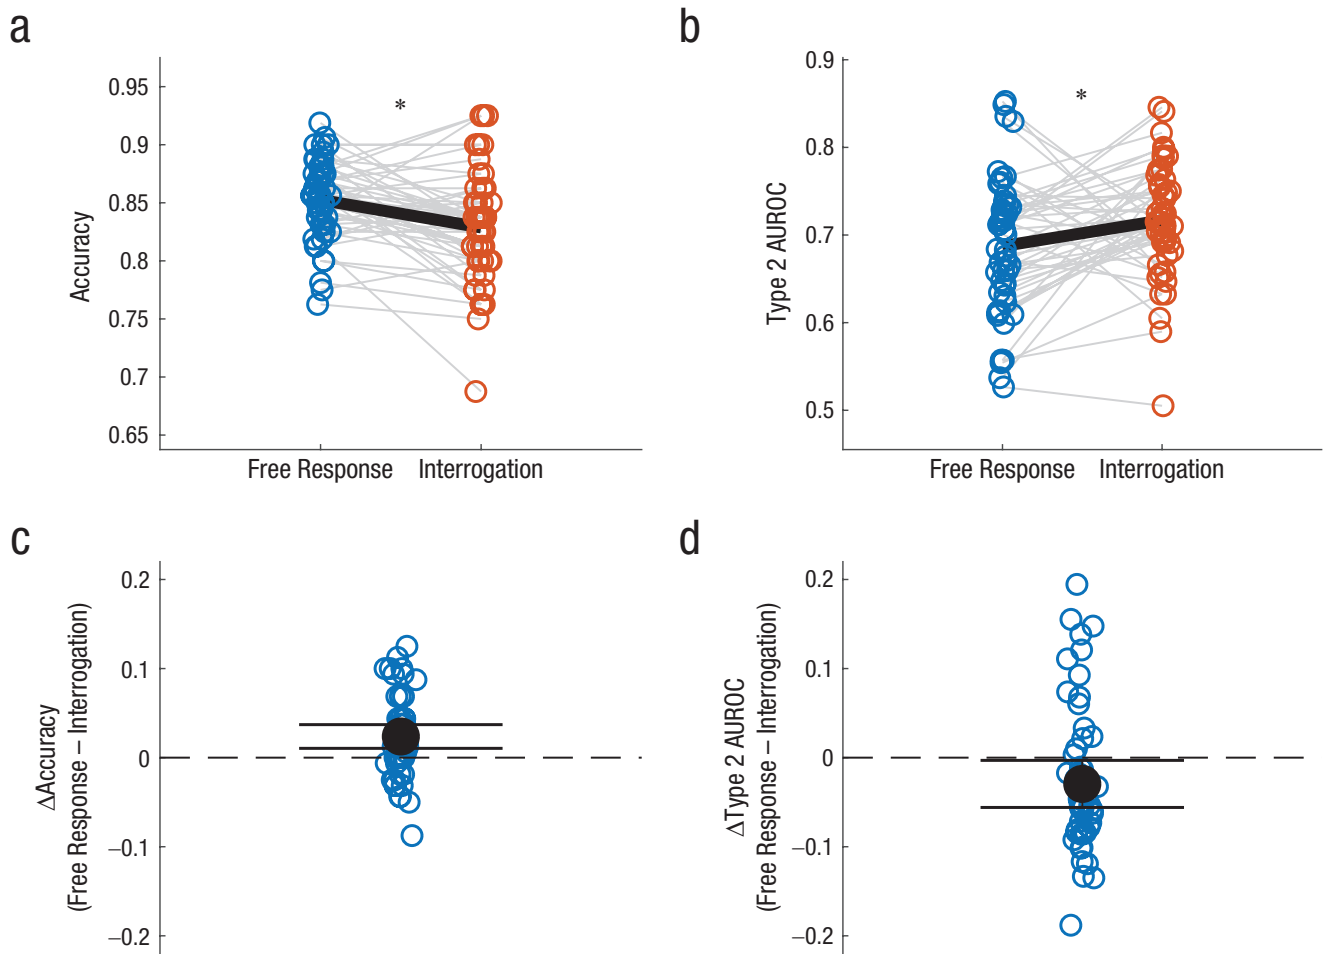 a
0.95
0.9
0.85
0.8
0.75
0.7
0.65
Accuracy
*
Free Response
Interrogation
b
0.9
0.8
0.7
0.6
0.5
Type 2 AUROC
*
Free Response
Interrogation
c
0.2
0.1
0
−0.1
−0.2
ΔAccuracy
(Free Response – Interrogation)
d
0.2
0.1
0
−0.1
−0.2
ΔType 2 AUROC
(Free Response – Interrogation)